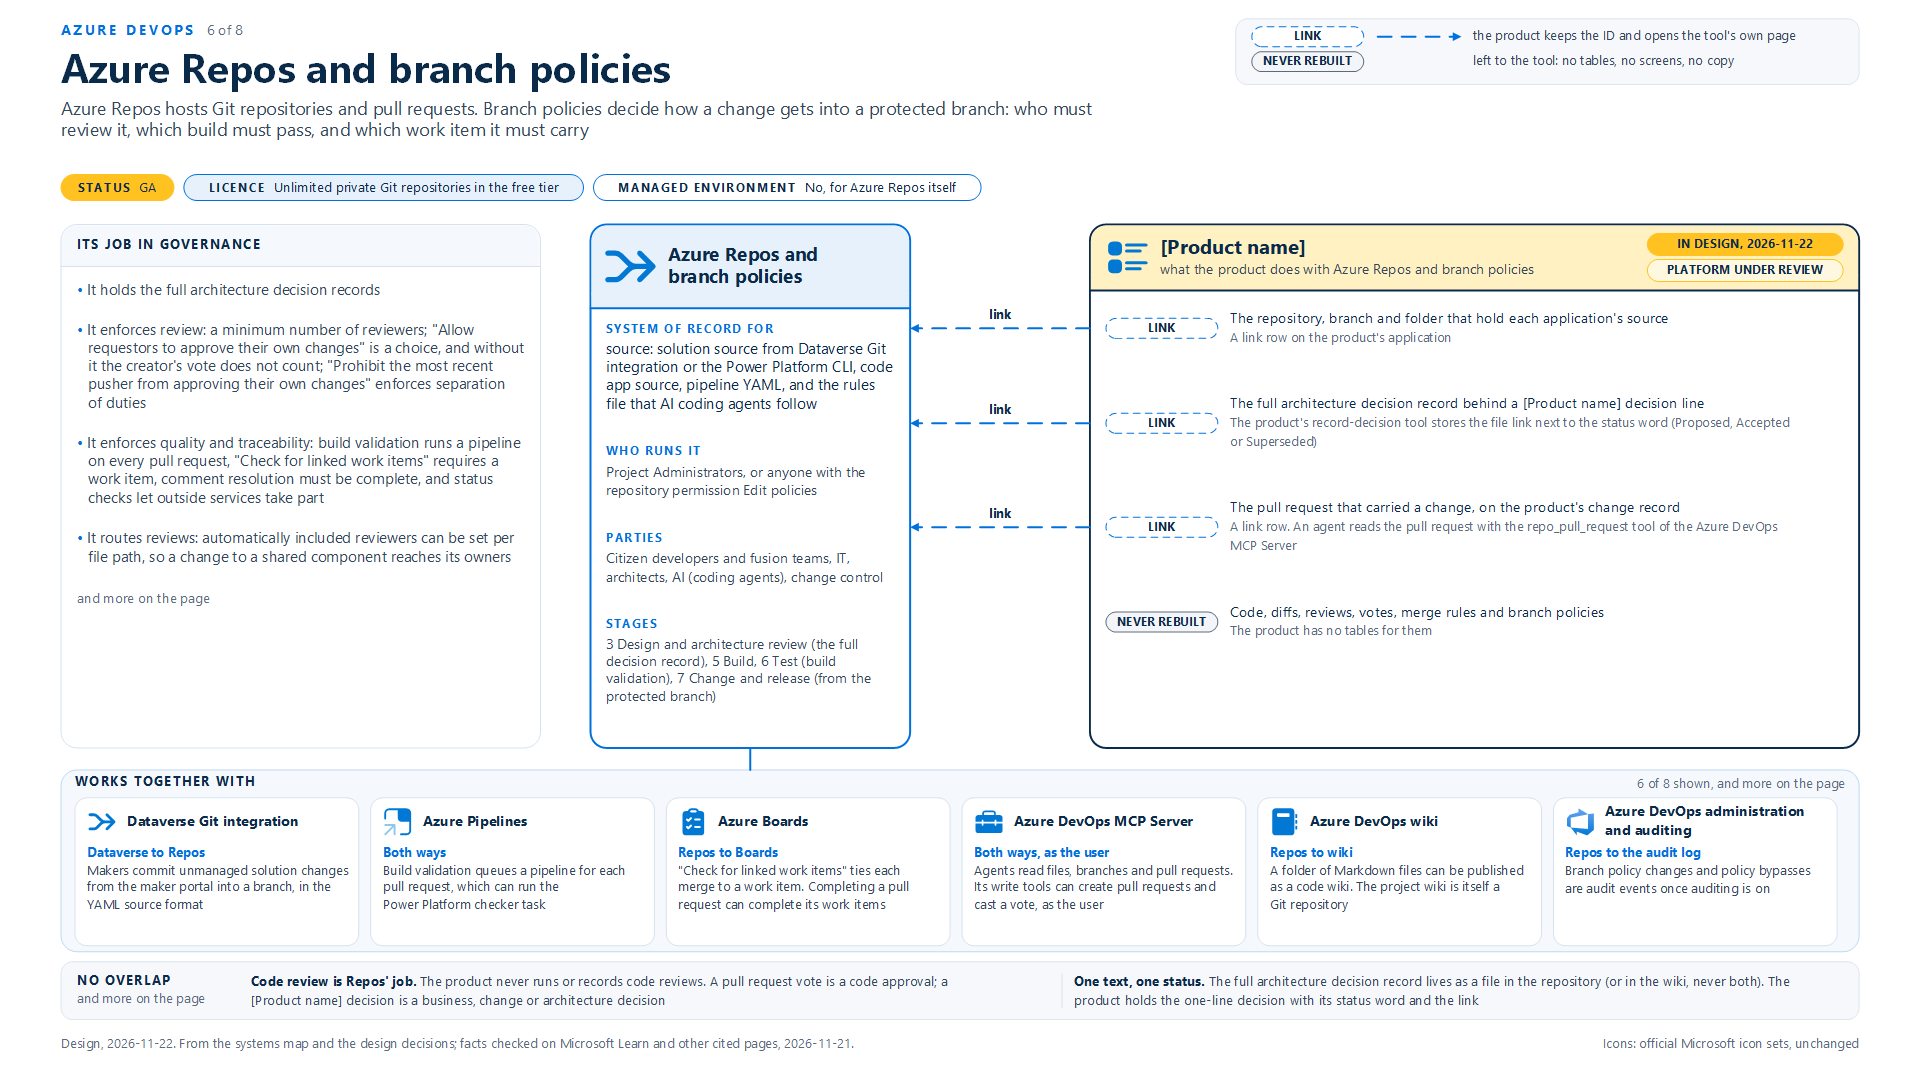 AZURE DEVOPS 6 of 8
Azure Repos and branch policies
Azure Repos hosts Git repositories and pull requests. Branch policies decide how a change gets into a protected branch: who must
review it, which build must pass, and which work item it must carry
LINK the product keeps the ID and opens the tool's own page
NEVER REBUILT left to the tool: no tables, no screens, no copy
STATUS GA
LICENCE Unlimited private Git repositories in the free tier
MANAGED ENVIRONMENT No, for Azure Repos itself
ITS JOB IN GOVERNANCE
• It holds the full architecture decision records
• It enforces review: a minimum number of reviewers; "Allow
requestors to approve their own changes" is a choice, and without
it the creator's vote does not count; "Prohibit the most recent
pusher from approving their own changes" enforces separation
of duties
• It enforces quality and traceability: build validation runs a pipeline
on every pull request, "Check for linked work items" requires a
work item, comment resolution must be complete, and status
checks let outside services take part
• It routes reviews: automatically included reviewers can be set per
file path, so a change to a shared component reaches its owners
and more on the page
Azure Repos and
branch policies
SYSTEM OF RECORD FOR
source: solution source from Dataverse Git
integration or the Power Platform CLI, code
app source, pipeline YAML, and the rules
file that AI coding agents follow
WHO RUNS IT
Project Administrators, or anyone with the
repository permission Edit policies
PARTIES
Citizen developers and fusion teams, IT,
architects, AI (coding agents), change control
STAGES
3 Design and architecture review (the full
decision record), 5 Build, 6 Test (build
validation), 7 Change and release (from the
protected branch)
link
link
link
[Product name]
what the product does with Azure Repos and branch policies
IN DESIGN, 2026-11-22
PLATFORM UNDER REVIEW
LINK
The repository, branch and folder that hold each application's source
A link row on the product's application
LINK
The full architecture decision record behind a [Product name] decision line
The product's record-decision tool stores the file link next to the status word (Proposed, Accepted
or Superseded)
LINK
The pull request that carried a change, on the product's change record
A link row. An agent reads the pull request with the repo_pull_request tool of the Azure DevOps
MCP Server
NEVER REBUILT
Code, diffs, reviews, votes, merge rules and branch policies
The product has no tables for them
WORKS TOGETHER WITH
6 of 8 shown, and more on the page
Dataverse Git integration
Dataverse to Repos
Makers commit unmanaged solution changes
from the maker portal into a branch, in the
YAML source format
Azure Pipelines
Both ways
Build validation queues a pipeline for each
pull request, which can run the
Power Platform checker task
Azure Boards
Repos to Boards
"Check for linked work items" ties each
merge to a work item. Completing a pull
request can complete its work items
Azure DevOps MCP Server
Both ways, as the user
Agents read files, branches and pull requests.
Its write tools can create pull requests and
cast a vote, as the user
Azure DevOps wiki
Repos to wiki
A folder of Markdown files can be published
as a code wiki. The project wiki is itself a
Git repository
Azure DevOps administration
and auditing
Repos to the audit log
Branch policy changes and policy bypasses
are audit events once auditing is on
NO OVERLAP
and more on the page
Code review is Repos' job. The product never runs or records code reviews. A pull request vote is a code approval; a
[Product name] decision is a business, change or architecture decision
One text, one status. The full architecture decision record lives as a file in the repository (or in the wiki, never both). The
product holds the one-line decision with its status word and the link
Design, 2026-11-22. From the systems map and the design decisions; facts checked on Microsoft Learn and other cited pages, 2026-11-21.
Icons: official Microsoft icon sets, unchanged